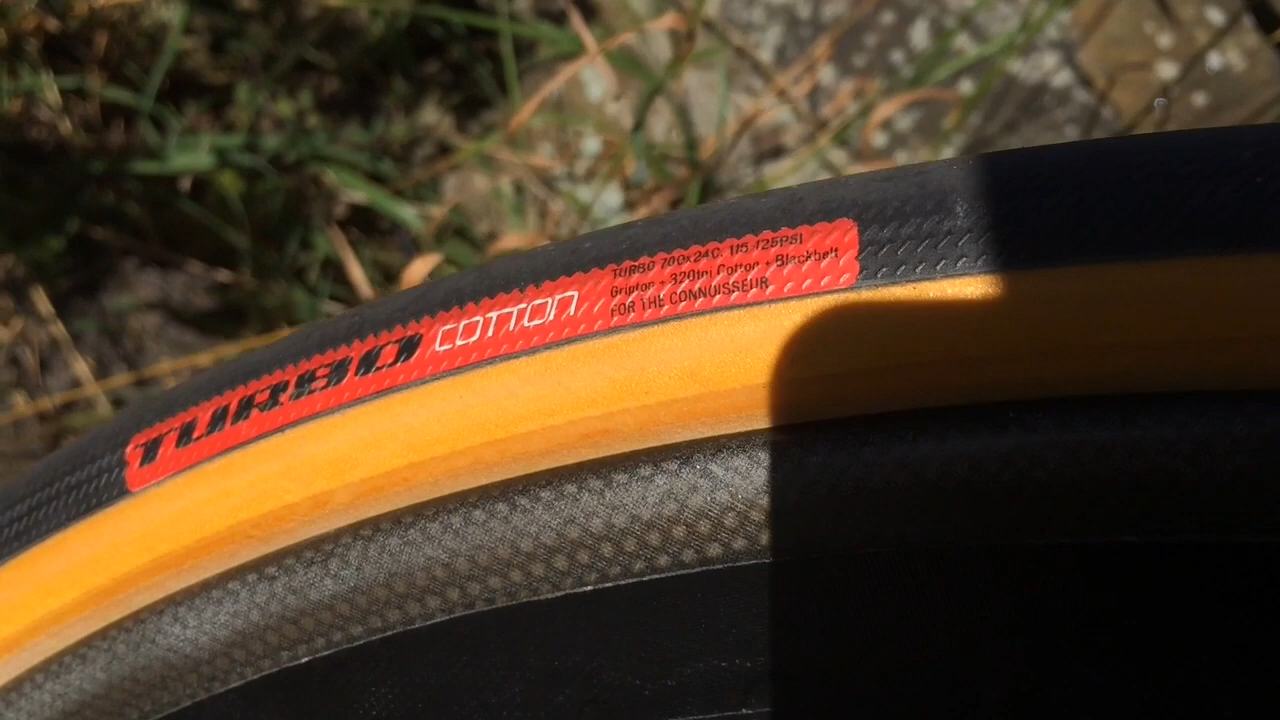 TURBO COTTON
TURBO 700x24C, 115-125PSI
Gripton + 320tpi Cotton + Blackbelt
FOR THE CONNOISSEUR